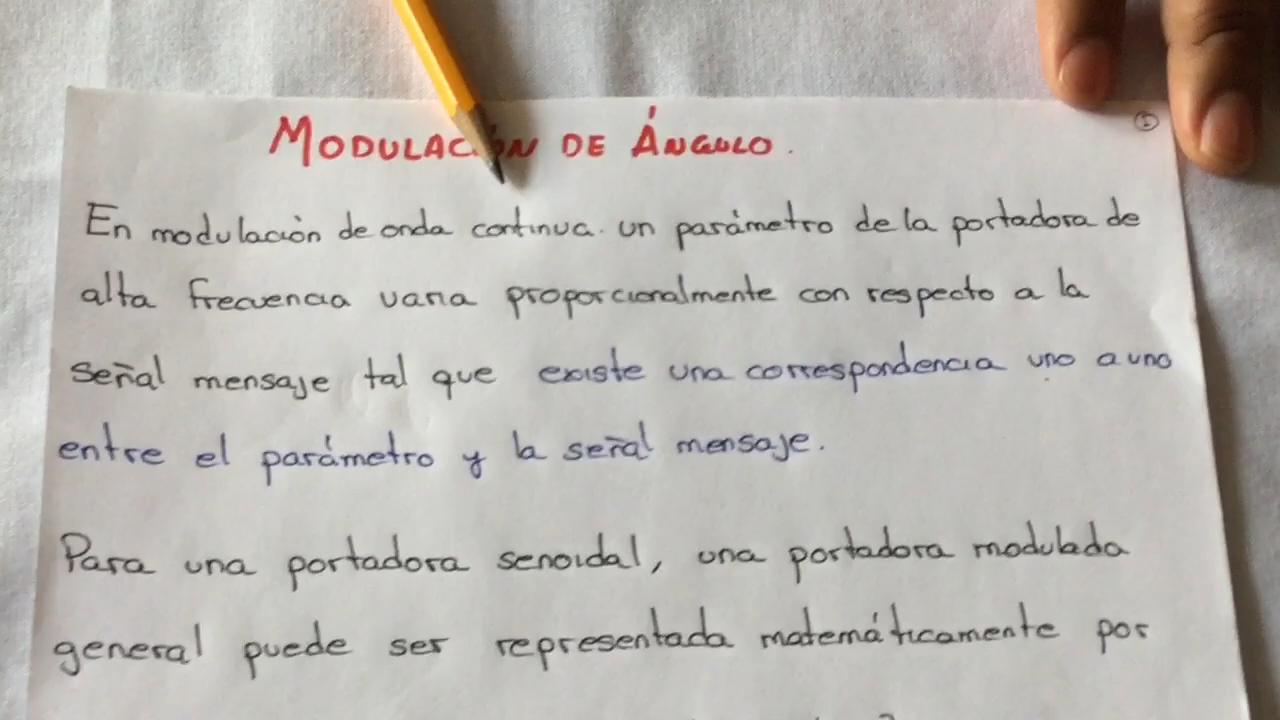 MODULACIÓN DE ÁNGULO.
①
En modulación de onda continua. un parámetro de la portadora de
alta frecuencia varia proporcionalmente con respecto a la
señal mensaje tal que existe una correspondencia uno a uno
entre el parámetro y la señal mensaje.
Para una portadora senoidal, una portadora modulada
general puede ser representada matemáticamente por